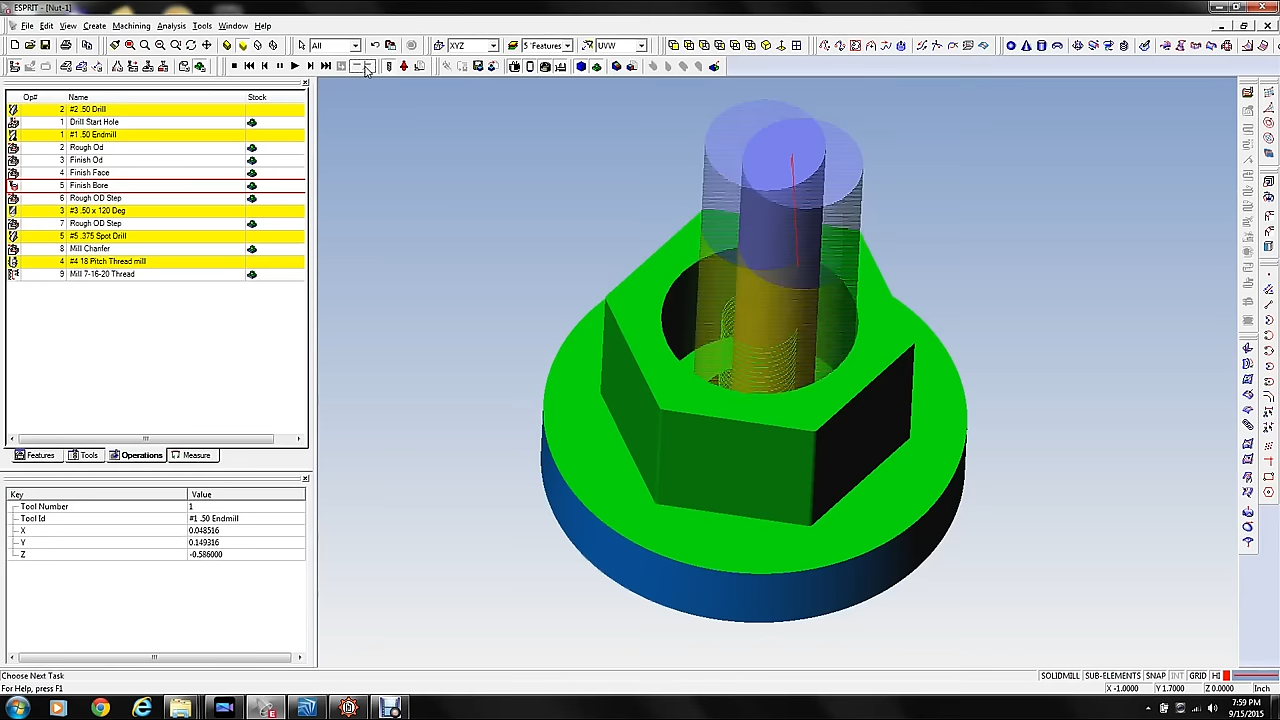 ESPRIT - [Nut-1]
File Edit View Create Machining Analysis Tools Window Help
All XYZ 5 'Features' UVW
Op# Name Stock
2 #2 .50 Drill
1 Drill Start Hole
1 #1 .50 Endmill
2 Rough Od
3 Finish Od
4 Finish Face
5 Finish Bore
6 Rough OD Step
3 #3 .50 x 120 Deg
7 Rough OD Step
5 #5 .375 Spot Drill
8 Mill Chanfer
4 #4 18 Pitch Thread mill
9 Mill 7-16-20 Thread
Features Tools Operations Measure
Key Value
Tool Number 1
Tool Id #1 .50 Endmill
X 0.048516
Y 0.149316
Z -0.586000
Choose Next Task
SOLIDMILL SUB-ELEMENTS SNAP INT GRID HI
For Help, press F1
X -1.0000 Y 1.7000 Z 0.0000 Inch
7:59 PM
9/15/2015